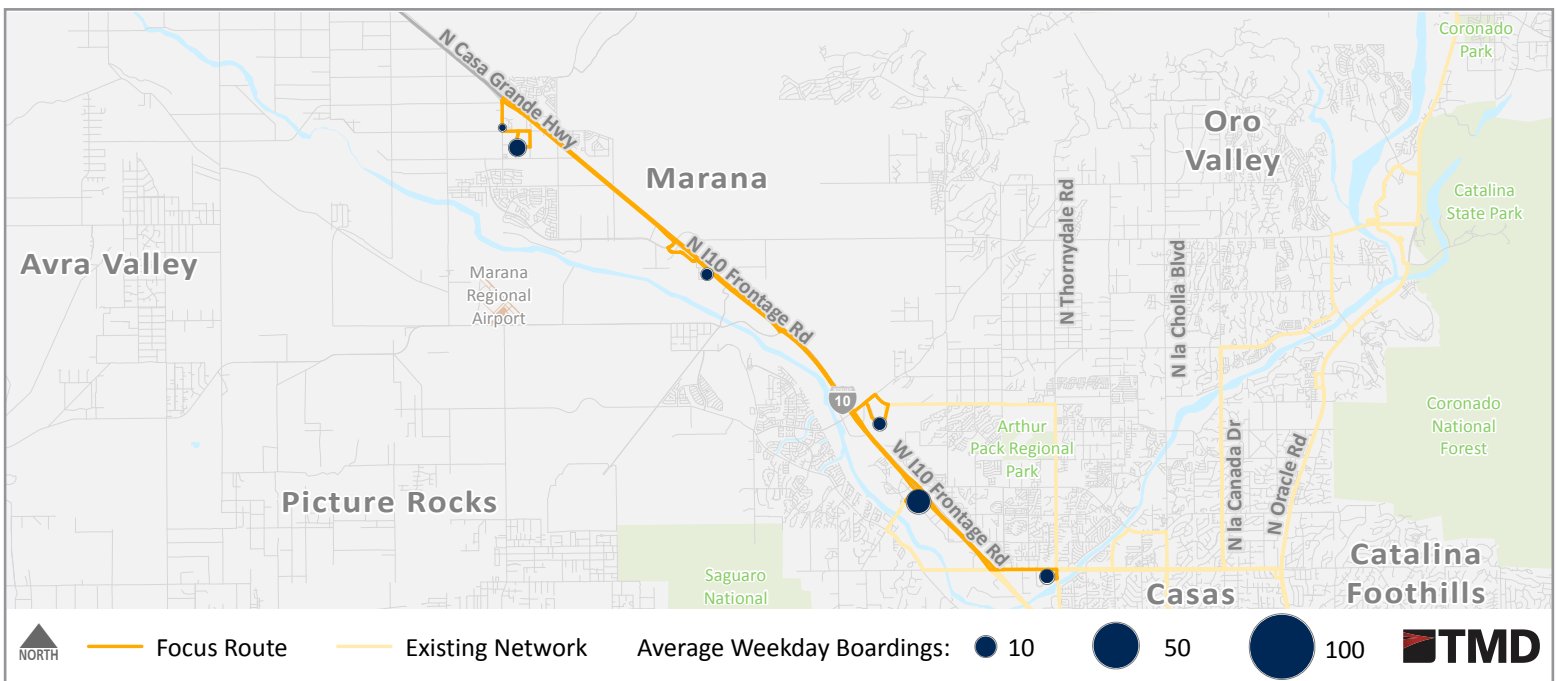 Coronado
Park
N Casa Grande Hwy
Oro
Valley
Marana
Catalina
State Park
N Thornydale Rd
Avra Valley
N la Cholla Blvd
N I10 Frontage Rd
Marana
Regional
Airport
10
Arthur
Pack Regional
Park
Coronado
National
Forest
N la Canada Dr
N Oracle Rd
W I10 Frontage Rd
Picture Rocks
Catalina
Foothills
Saguaro
National
Casas
NORTH
Focus Route
Existing Network
Average Weekday Boardings:
10
50
100
TMD